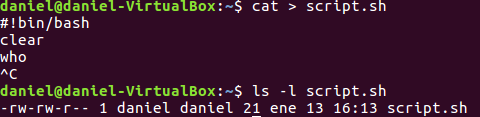 daniel@daniel-VirtualBox:~$ cat > script.sh
#!bin/bash
clear
who
^C
daniel@daniel-VirtualBox:~$ ls -l script.sh
-rw-rw-r-- 1 daniel daniel 21 ene 13 16:13 script.sh